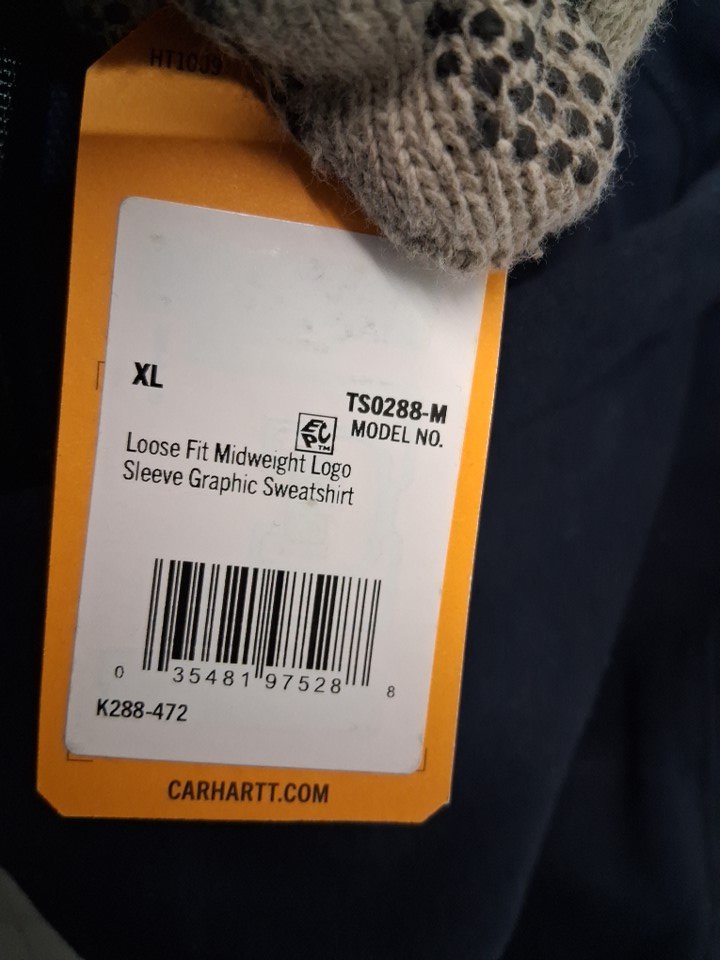 HT1009
XL
TS0288-M
MODEL NO.
Loose Fit Midweight Logo
Sleeve Graphic Sweatshirt
0 35481 97528 8
K288-472
CARHARTT.COM